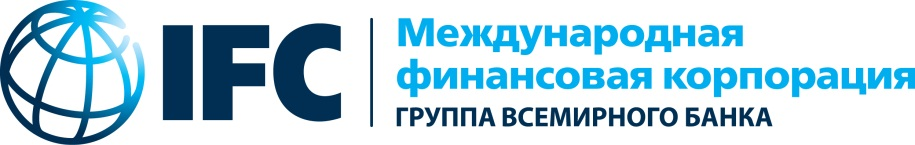 IFC
Международная
финансовая корпорация
ГРУППА ВСЕМИРНОГО БАНКА